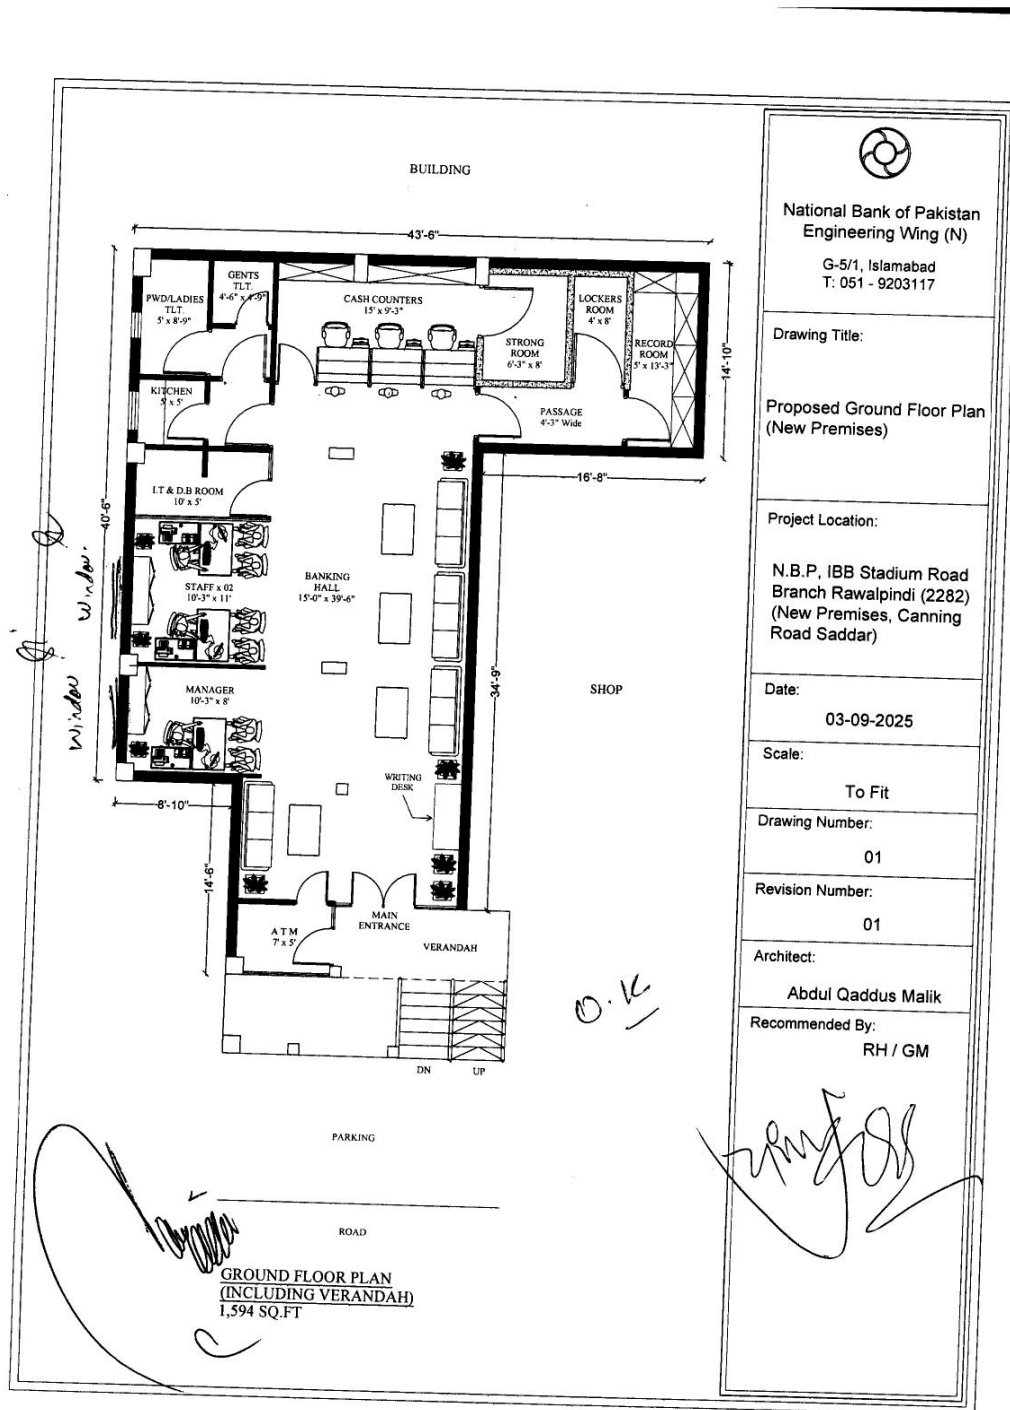 BUILDING
43'-6"
PWD/LADIES
TLT.
5' x 8'-9"
GENTS
TLT.
4'-6" x 4'-9"
CASH COUNTERS
15' x 9'-3"
STRONG
ROOM
6'-3" x 8'
LOCKERS
ROOM
4' x 8'
RECORD
ROOM
5' x 13'-3"
14'-10"
KITCHEN
5' x 5'
PASSAGE
4'-3" Wide
16'-8"
I.T & D.B ROOM
10' x 5'
40'-6"
Window.
Window
STAFF x 02
10'-3" x 11'
BANKING
HALL
15'-0" x 39'-6"
MANAGER
10'-3" x 8'
34'-9"
SHOP
WRITING
DESK
8'-10"
14'-6"
A T M
7' x 5'
MAIN
ENTRANCE
VERANDAH
O.K
DN
UP
PARKING
ROAD
GROUND FLOOR PLAN
(INCLUDING VERANDAH)
1,594 SQ.FT
National Bank of Pakistan
Engineering Wing (N)
G-5/1, Islamabad
T: 051 - 9203117
Drawing Title:
Proposed Ground Floor Plan
(New Premises)
Project Location:
N.B.P, IBB Stadium Road
Branch Rawalpindi (2282)
(New Premises, Canning
Road Saddar)
Date:
03-09-2025
Scale:
To Fit
Drawing Number:
01
Revision Number:
01
Architect:
Abdul Qaddus Malik
Recommended By:
RH / GM